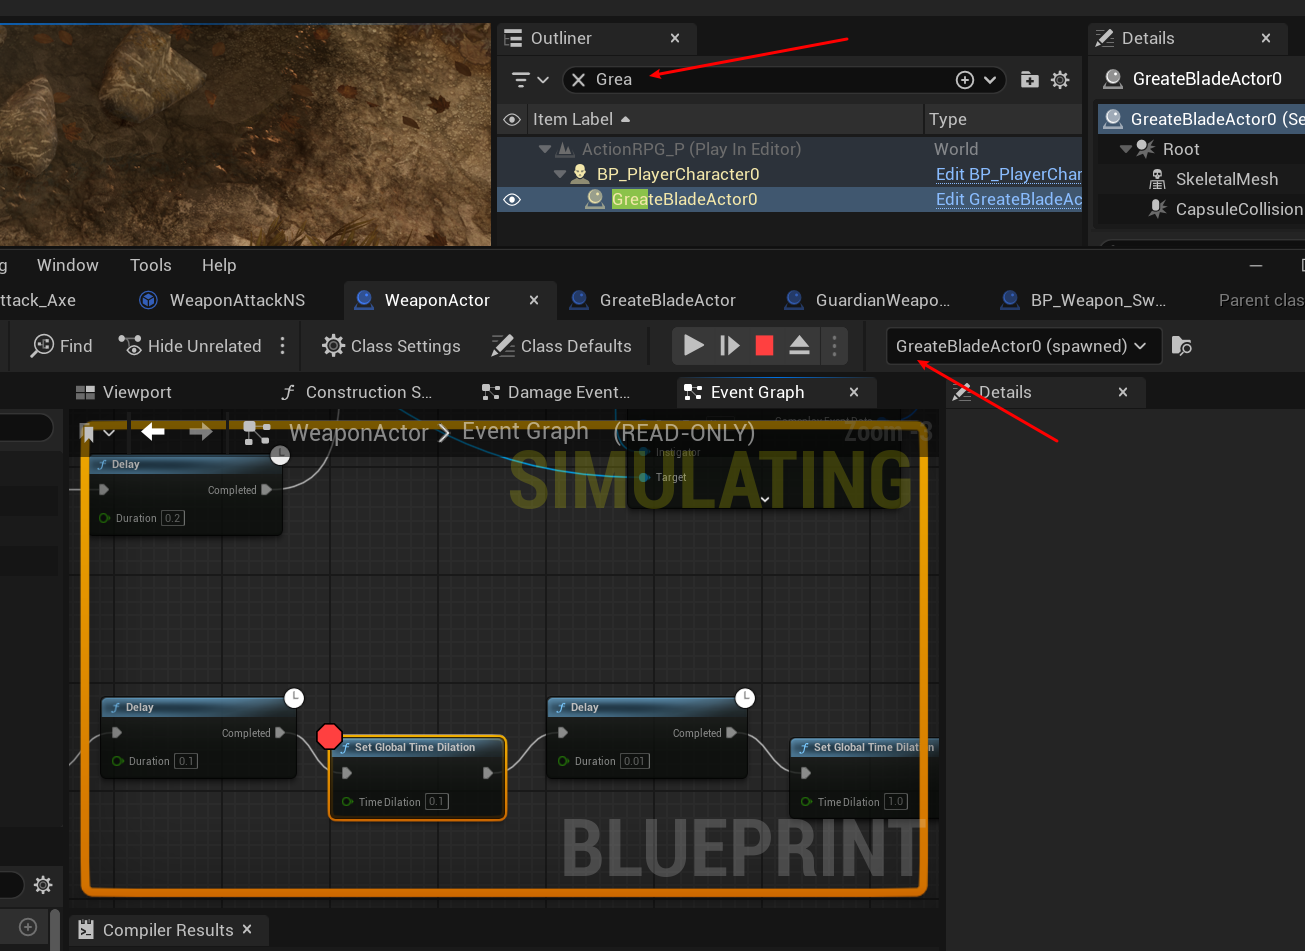 Outliner
Details
Grea
GreateBladeActor0
Item Label
Type
GreateBladeActor0 (Se
ActionRPG_P (Play In Editor)
World
Root
BP_PlayerCharacter0
Edit BP_PlayerChar
SkeletalMesh
GreateBladeActor0
Edit GreateBladeAc
CapsuleCollision
g
Window
Tools
Help
ttack_Axe
WeaponAttackNS
WeaponActor
GreateBladeActor
GuardianWeapo...
BP_Weapon_Sw...
Parent clas
Find
Hide Unrelated
Class Settings
Class Defaults
GreateBladeActor0 (spawned)
Viewport
Construction S...
Damage Event...
Event Graph
Details
WeaponActor
Event Graph
(READ-ONLY)
Zoom -3
Instigator
Target
SIMULATING
Delay
Completed
Duration
0.2
Delay
Completed
Duration
0.1
Set Global Time Dilation
Time Dilation
0.1
Delay
Completed
Duration
0.01
Set Global Time Dilation
Time Dilation
1.0
BLUEPRINT
Compiler Results